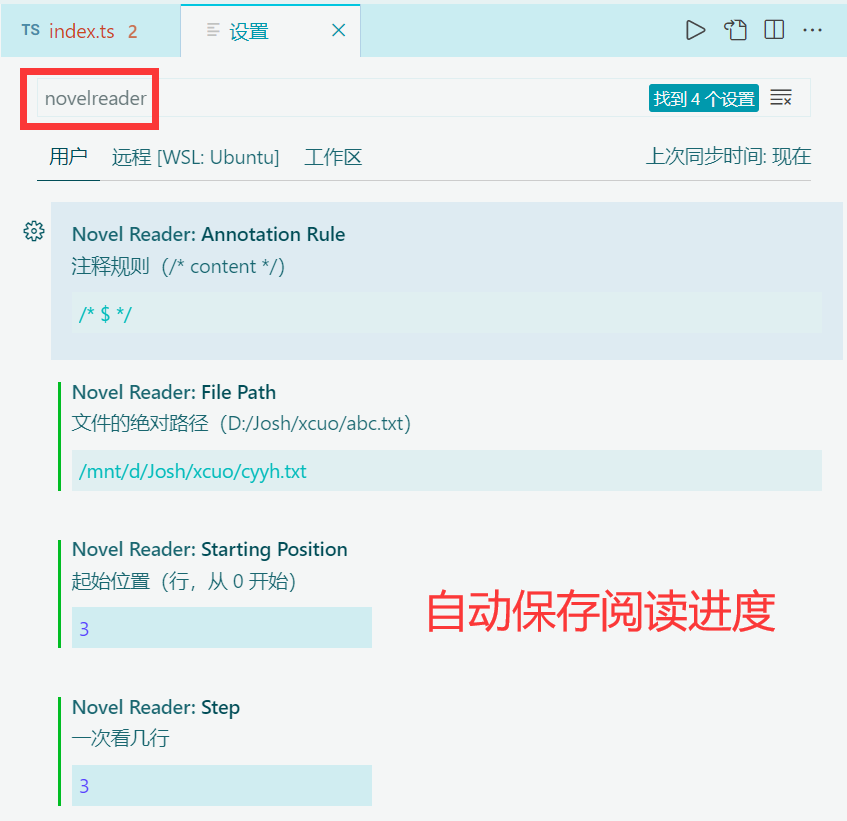 TS index.ts 2 设置
novelreader 找到 4 个设置
用户 远程 [WSL: Ubuntu] 工作区 上次同步时间: 现在
Novel Reader: Annotation Rule
注释规则（/* content */）
/* $ */
Novel Reader: File Path
文件的绝对路径（D:/Josh/xcuo/abc.txt）
/mnt/d/Josh/xcuo/cyyh.txt
Novel Reader: Starting Position
起始位置（行，从 0 开始）
自动保存阅读进度
3
Novel Reader: Step
一次看几行
3